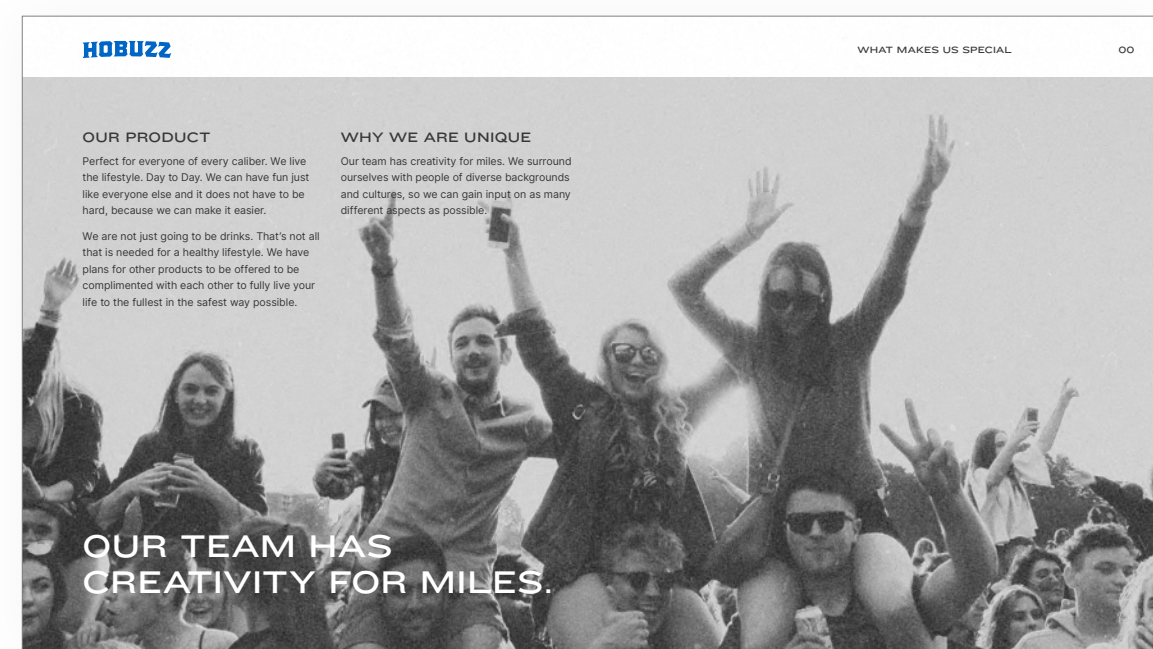 HOBUZZ
WHAT MAKES US SPECIAL
00
OUR PRODUCT
Perfect for everyone of every caliber. We live
the lifestyle. Day to Day. We can have fun just
like everyone else and it does not have to be
hard, because we can make it easier.
We are not just going to be drinks. That’s not all
that is needed for a healthy lifestyle. We have
plans for other products to be offered to be
complimented with each other to fully live your
life to the fullest in the safest way possible.
WHY WE ARE UNIQUE
Our team has creativity for miles. We surround
ourselves with people of diverse backgrounds
and cultures, so we can gain input on as many
different aspects as possible.
OUR TEAM HAS
CREATIVITY FOR MILES.